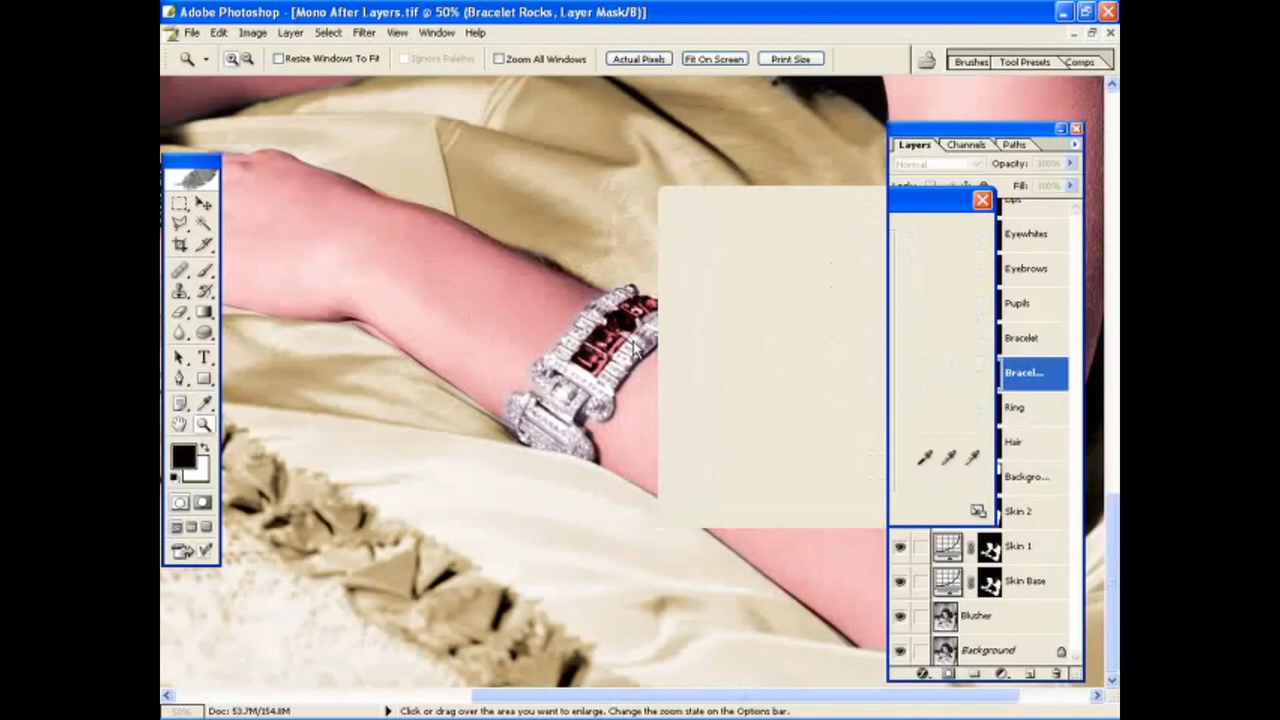 Adobe Photoshop - [Mono After Layers.tif @ 50% (Bracelet Rocks, Layer Mask/8)]
File Edit Image Layer Select Filter View Window Help
Resize Windows To Fit Ignore Palettes Zoom All Windows Actual Pixels Fit On Screen Print Size Brushes Tool Presets Comps
Layers Channels Paths
Normal Opacity: 100%
Fill: 100%
Eyewhites
Eyebrows
Pupils
Bracelet
Bracel...
Ring
Hair
Backgro...
Skin 2
Skin 1
Skin Base
Blusher
Background
50% Doc: 53.7M/154.8M Click or drag over the area you want to enlarge. Change the zoom state on the Options bar.